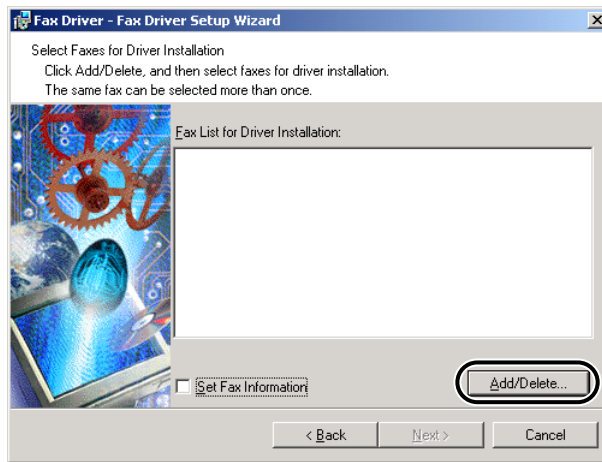 Fax Driver - Fax Driver Setup Wizard
Select Faxes for Driver Installation
Click Add/Delete, and then select faxes for driver installation.
The same fax can be selected more than once.
Fax List for Driver Installation:
Set Fax Information
Add/Delete...
< Back
Next >
Cancel